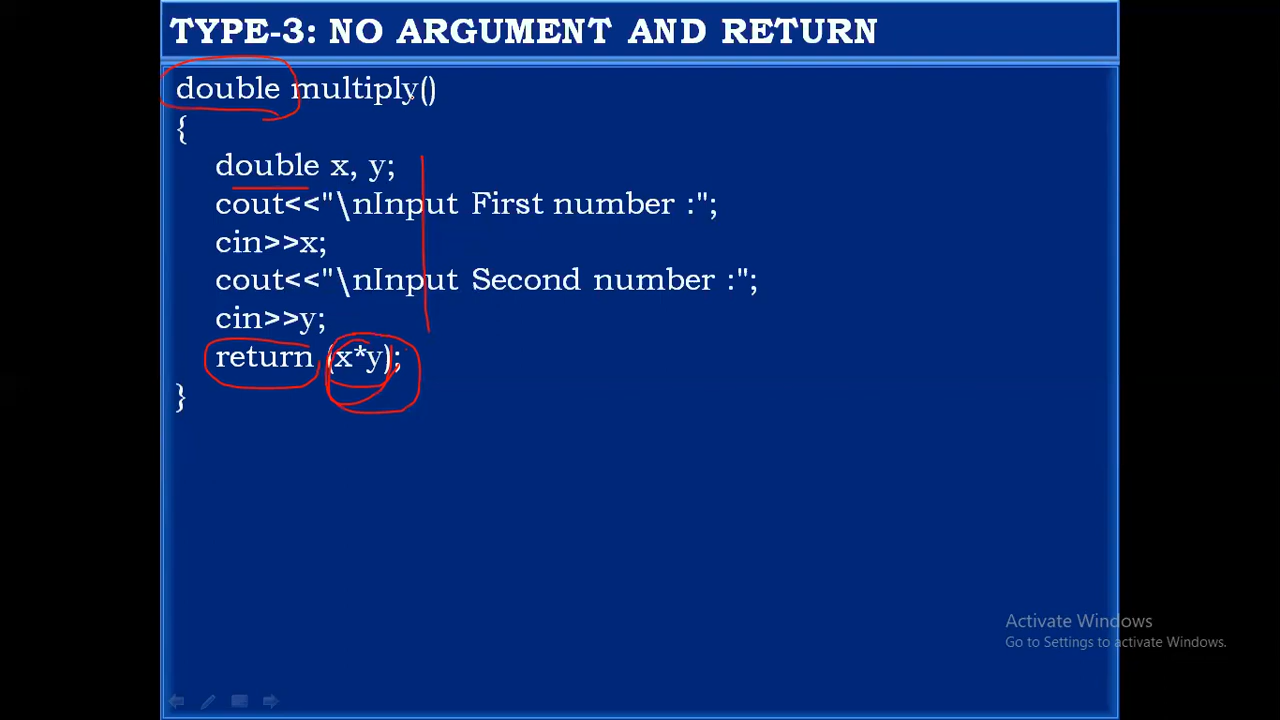 TYPE-3: NO ARGUMENT AND RETURN
double multiply()
{
double x, y;
cout<<"\nInput First number :";
cin>>x;
cout<<"\nInput Second number :";
cin>>y;
return (x*y);
}
Activate Windows
Go to Settings to activate Windows.